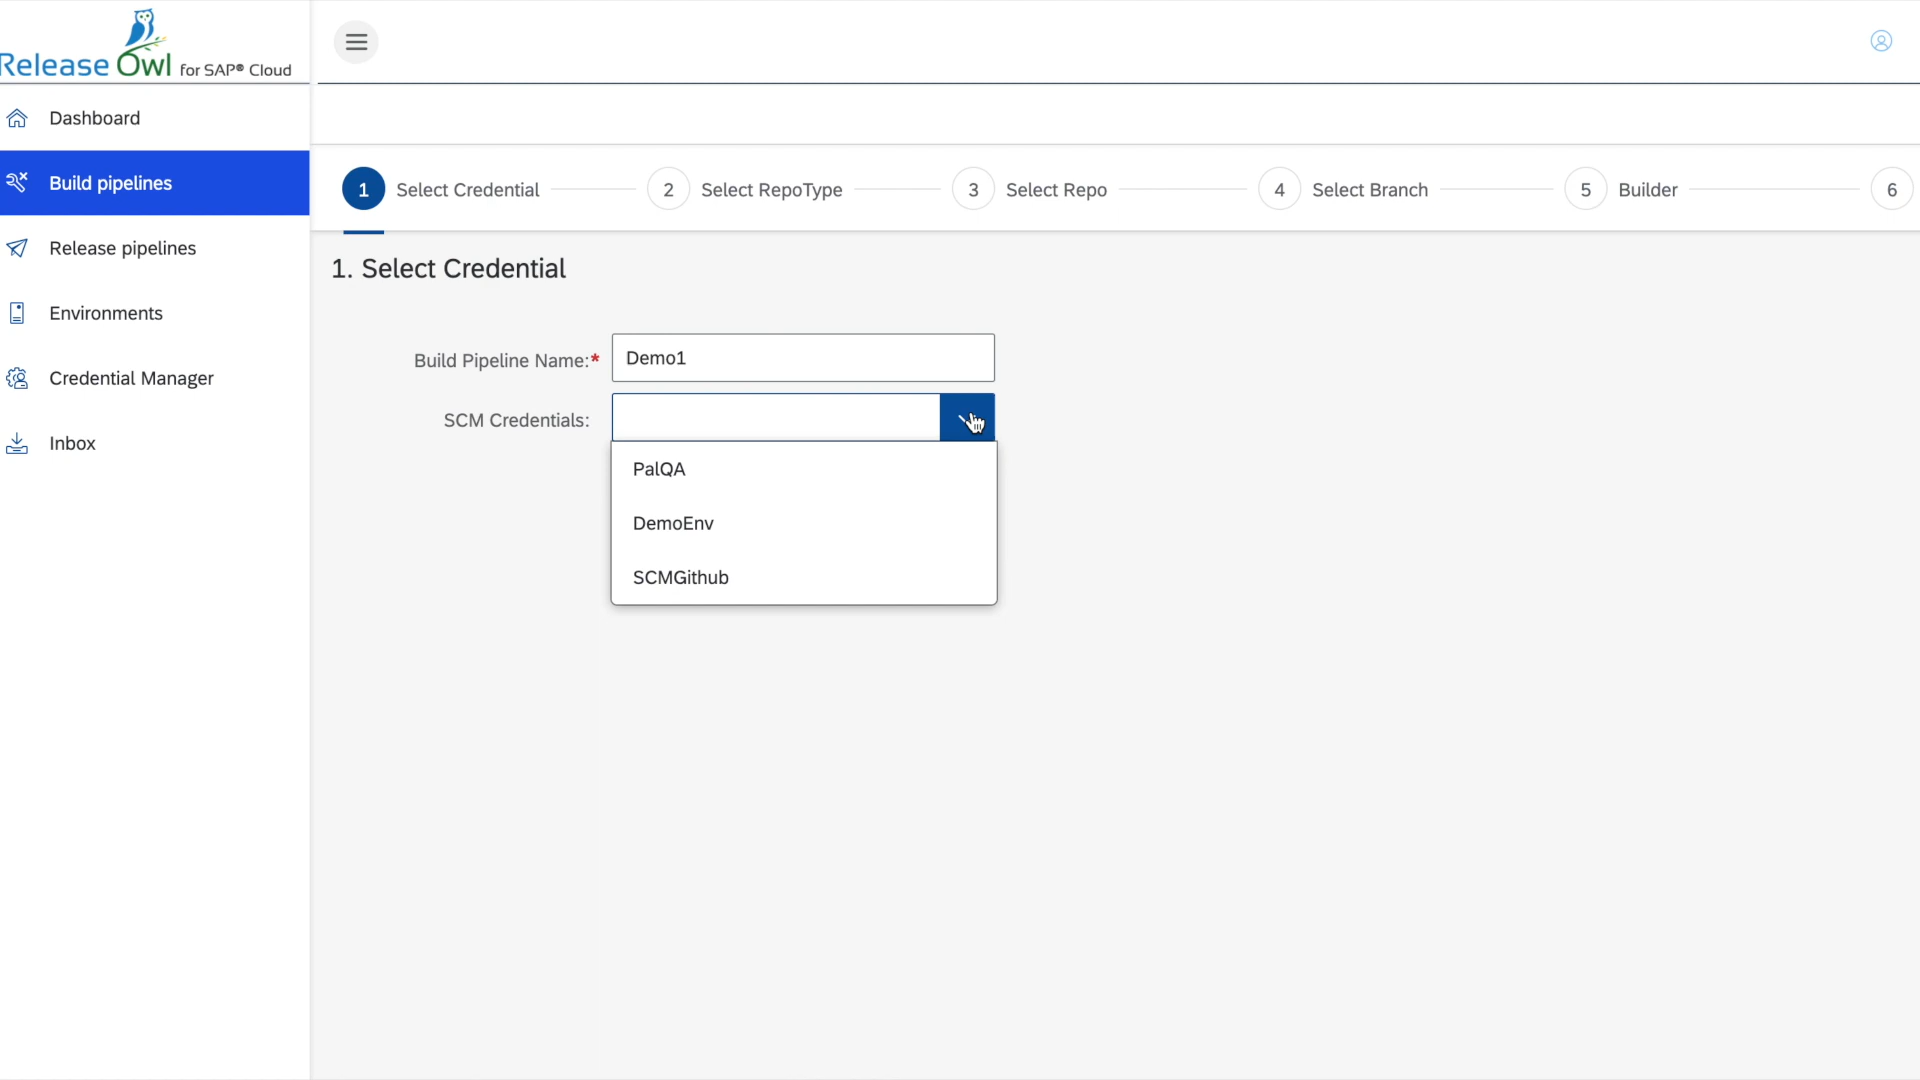 Release Owl for SAP® Cloud
Dashboard
Build pipelines
Release pipelines
Environments
Credential Manager
Inbox
1 Select Credential 2 Select RepoType 3 Select Repo 4 Select Branch 5 Builder 6
1. Select Credential
Build Pipeline Name:* Demo1
SCM Credentials:
PalQA
DemoEnv
SCMGithub